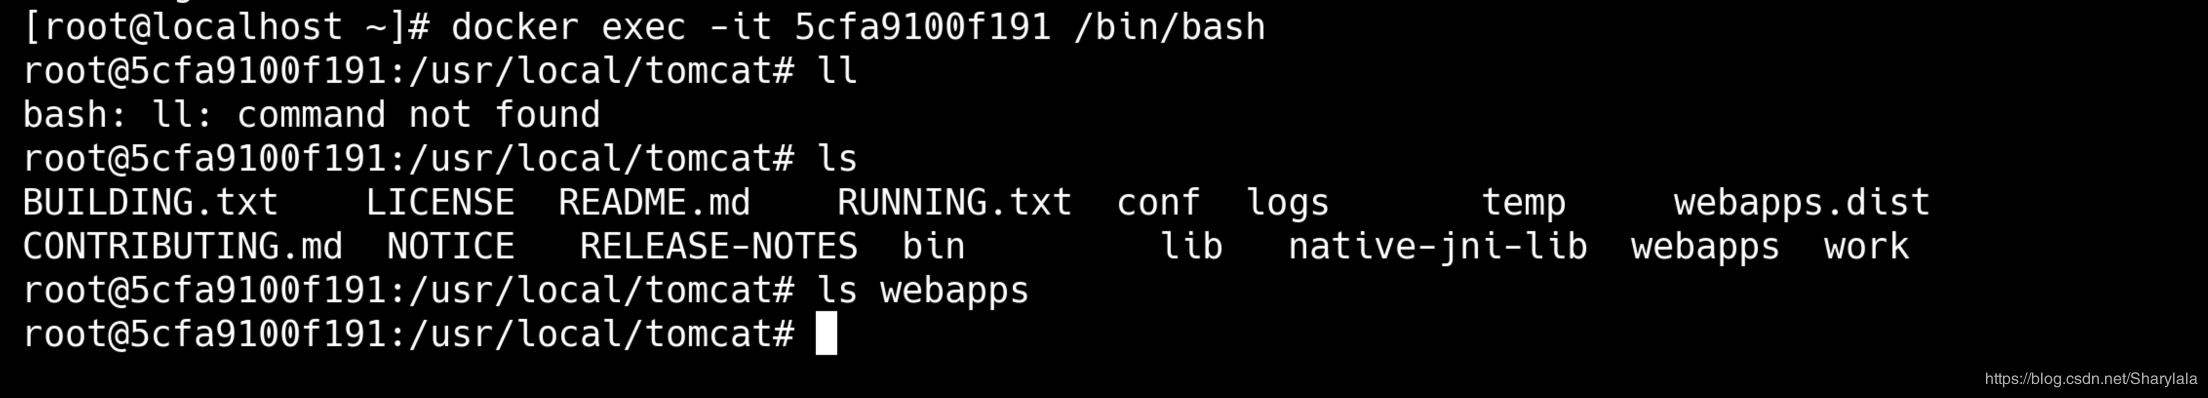 [root@localhost ~]# docker exec -it 5cfa9100f191 /bin/bash
root@5cfa9100f191:/usr/local/tomcat# ll
bash: ll: command not found
root@5cfa9100f191:/usr/local/tomcat# ls
BUILDING.txt    LICENSE  README.md    RUNNING.txt  conf  logs       temp     webapps.dist
CONTRIBUTING.md  NOTICE   RELEASE-NOTES  bin         lib   native-jni-lib  webapps  work
root@5cfa9100f191:/usr/local/tomcat# ls webapps
root@5cfa9100f191:/usr/local/tomcat#
https://blog.csdn.net/Sharylala